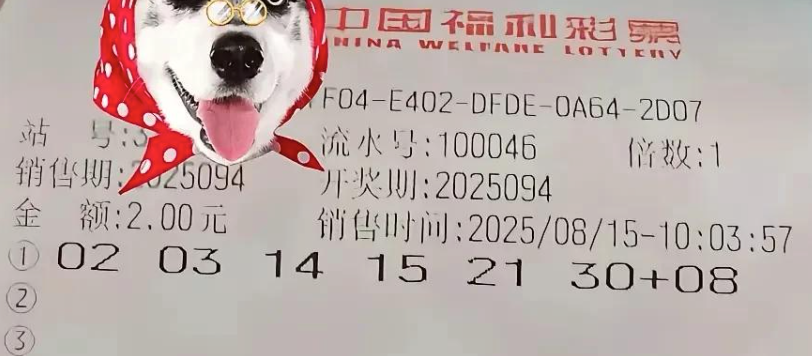 中国福利彩票
HINA WELFARE LOTTERY
F04-E402-DFDE-0A64-2D07
站 号: 流水号:100046 倍数:1
销售期:2025094 开奖期:2025094
金 额:2.00元 销售时间:2025/08/15-10:03:57
① 02 03 14 15 21 30+08
②
③